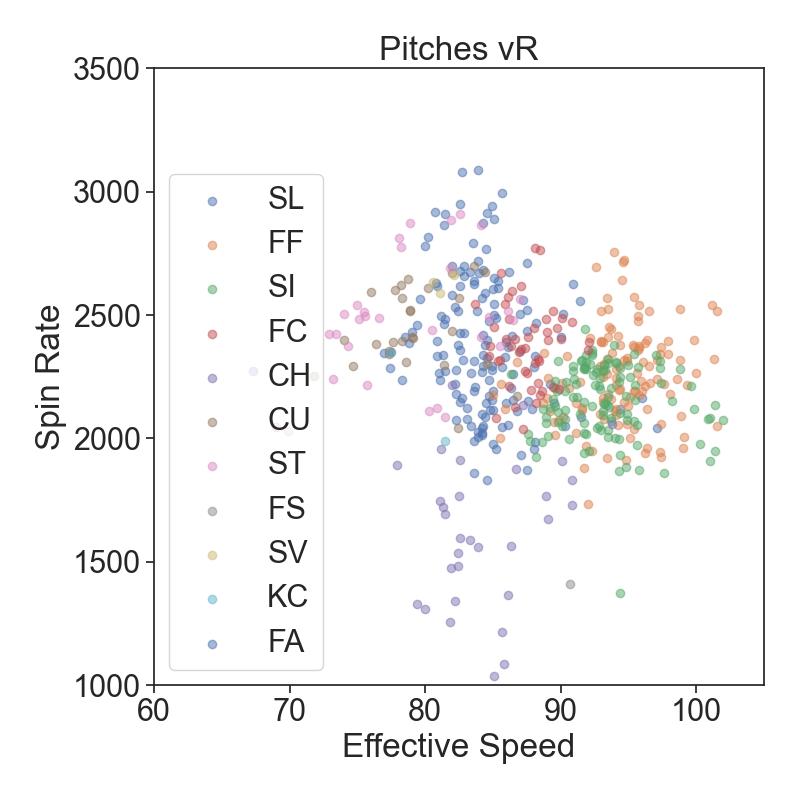 Pitches vR
3500
3000
2500
2000
1500
1000
Spin Rate
SL
FF
SI
FC
CH
CU
ST
FS
SV
KC
FA
60 70 80 90 100
Effective Speed